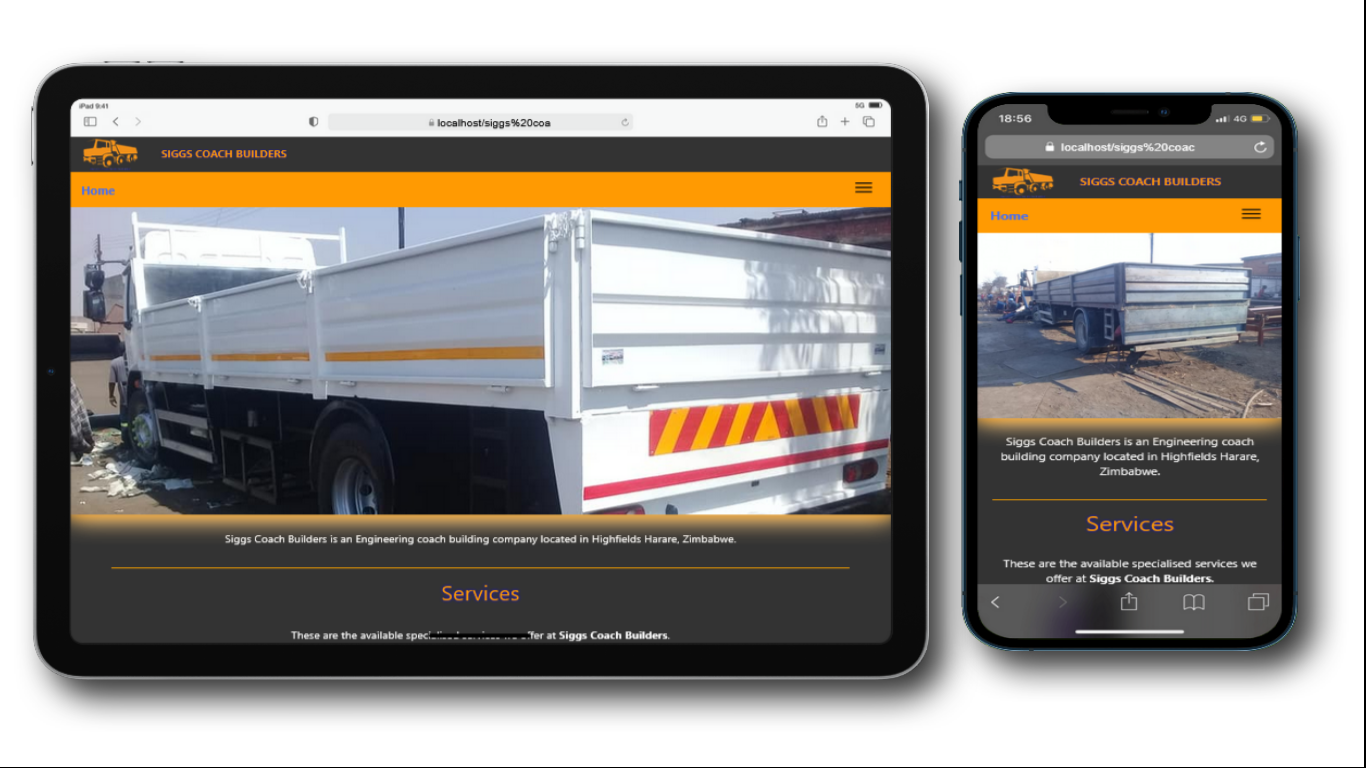 iPad 9:41
5G
localhost/siggs%20coa
SIGGS COACH BUILDERS
Home
Siggs Coach Builders is an Engineering coach building company located in Highfields Harare, Zimbabwe.
Services
These are the available specialised services we offer at Siggs Coach Builders.
18:56
4G
localhost/siggs%20coac
SIGGS COACH BUILDERS
Home
Siggs Coach Builders is an Engineering coach
building company located in Highfields Harare,
Zimbabwe.
Services
These are the available specialised services we
offer at Siggs Coach Builders.